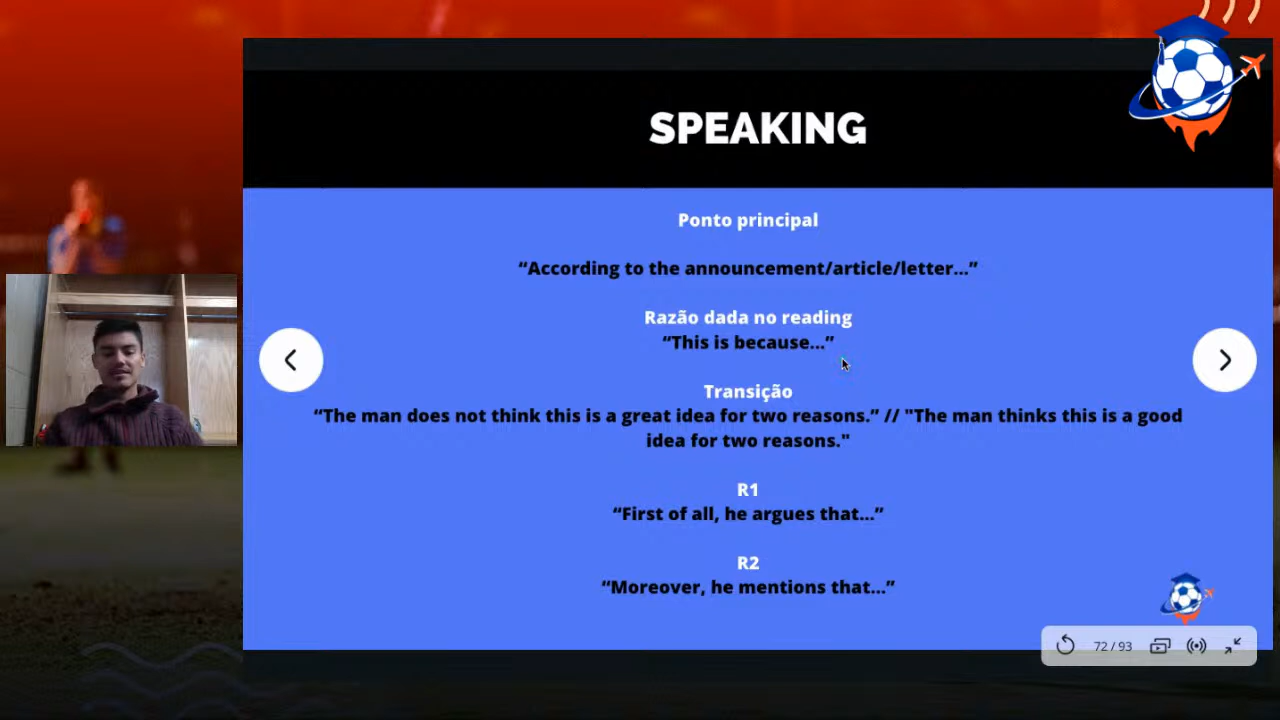 SPEAKING
Ponto principal
“According to the announcement/article/letter...”
Razão dada no reading
“This is because...”
Transição
“The man does not think this is a great idea for two reasons.” // "The man thinks this is a good
idea for two reasons."
R1
“First of all, he argues that...”
R2
“Moreover, he mentions that...”
72 / 93